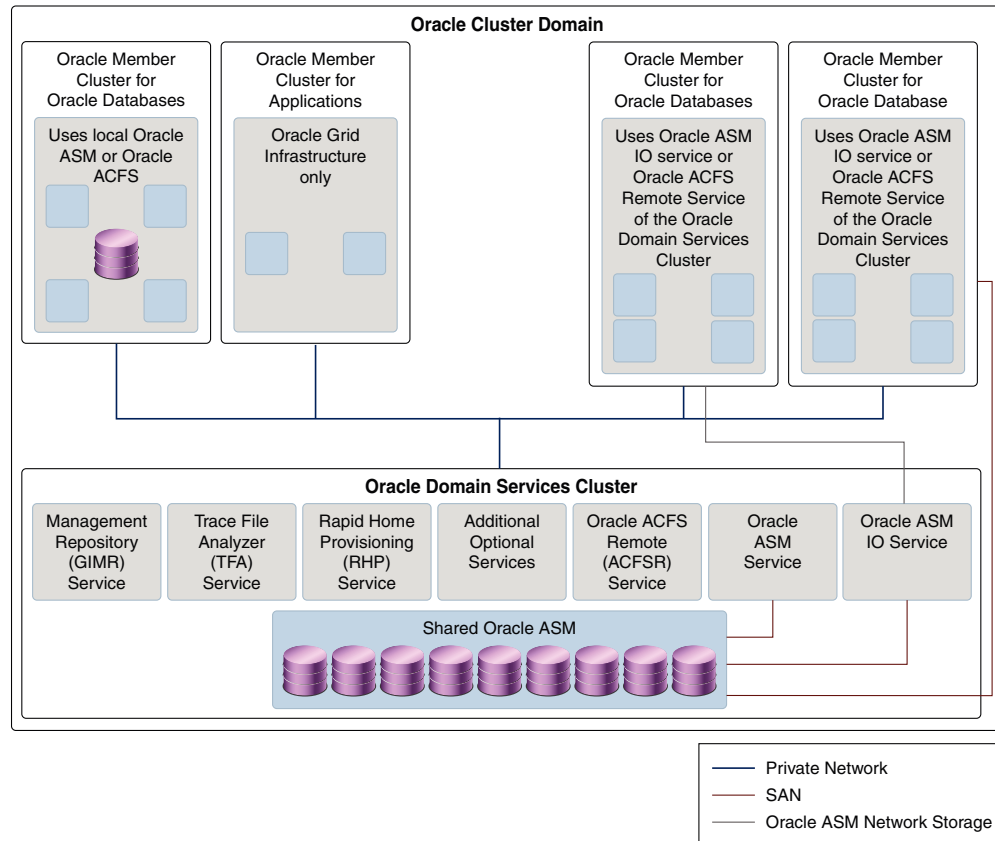 Oracle Cluster Domain
Oracle Member
Cluster for
Oracle Databases
Uses local Oracle
ASM or Oracle
ACFS
Oracle Member
Cluster for
Applications
Oracle Grid
Infrastructure
only
Oracle Member
Cluster for
Oracle Databases
Uses Oracle ASM
IO service or
Oracle ACFS
Remote Service
of the Oracle
Domain Services
Cluster
Oracle Member
Cluster for
Oracle Database
Uses Oracle ASM
IO service or
Oracle ACFS
Remote Service
of the Oracle
Domain Services
Cluster
Oracle Domain Services Cluster
Management
Repository
(GIMR)
Service
Trace File
Analyzer
(TFA)
Service
Rapid Home
Provisioning
(RHP)
Service
Additional
Optional
Services
Oracle ACFS
Remote
(ACFSR)
Service
Oracle
ASM
Service
Oracle ASM
IO Service
Shared Oracle ASM
Private Network
SAN
Oracle ASM Network Storage